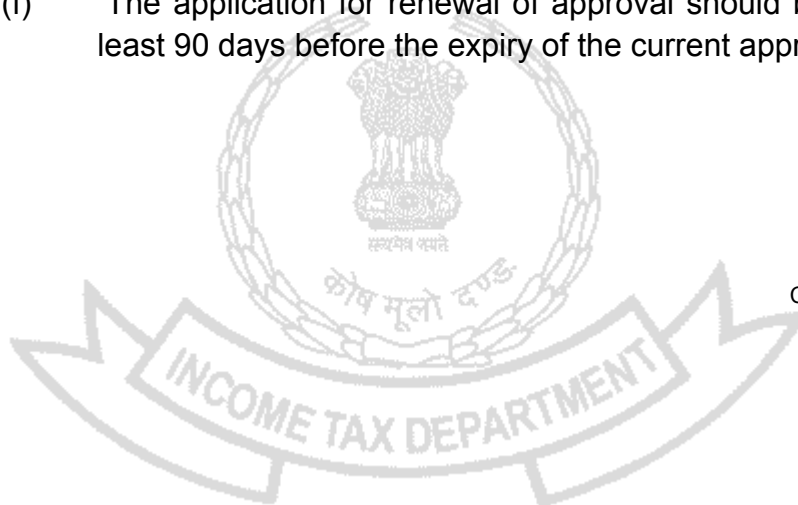 (i) The application for renewal of approval should b
least 90 days before the expiry of the current appr
सत्यमेव जयते
कोष मूलो दण्डः
INCOME TAX DEPARTMENT